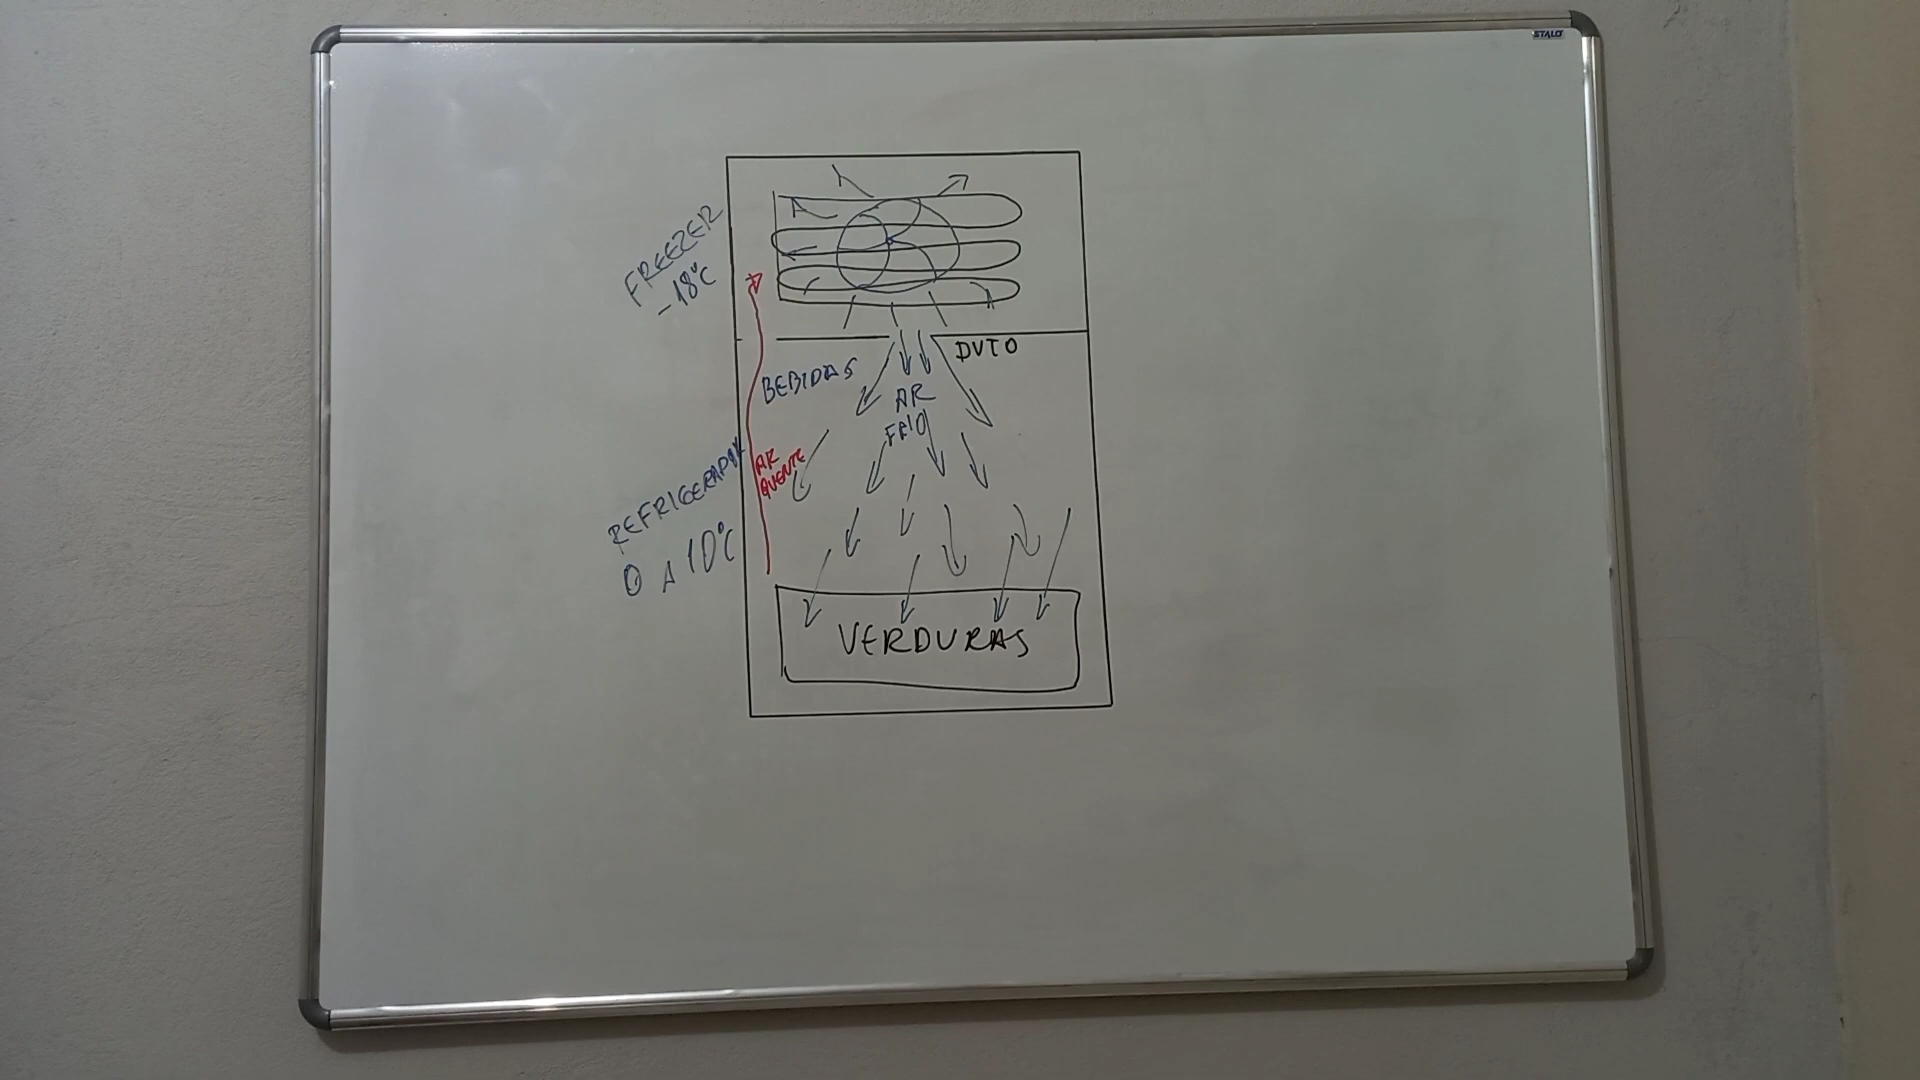 STALO
FREEZER
-18°C
DUTO
BEBIDAS
AR
FRIO
AR
QUENTE
REFRIGERADOR
0 A 10°C
VERDURAS